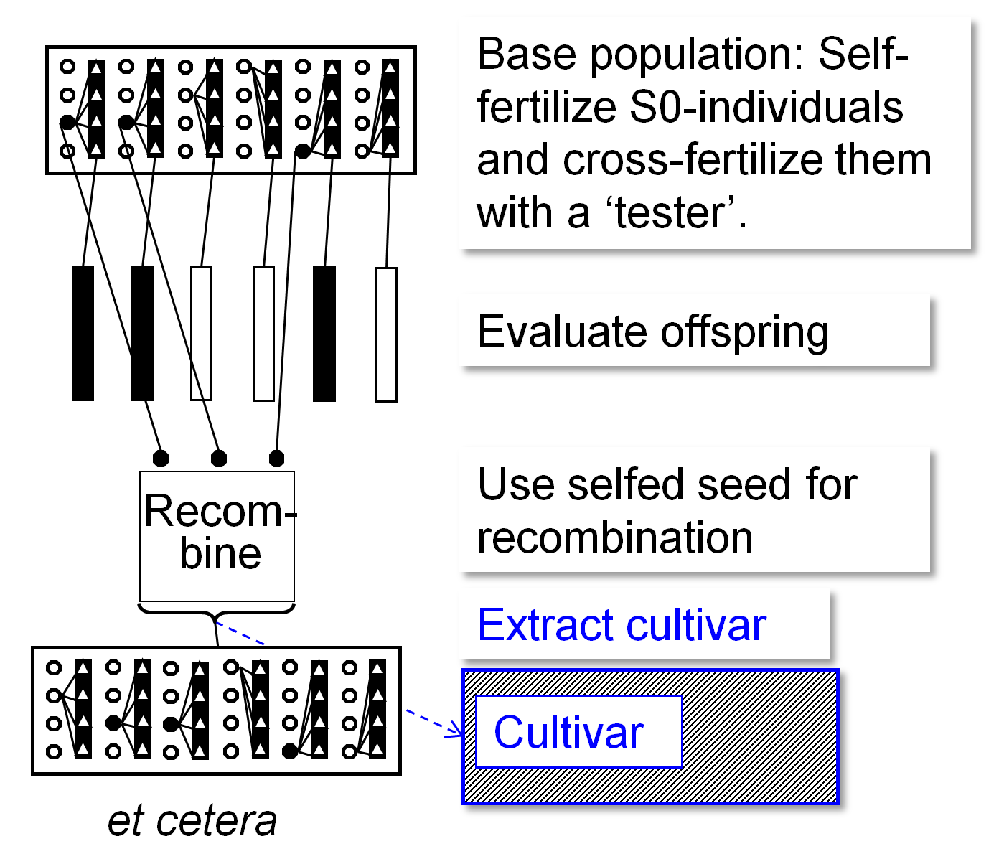 Base population: Self-
fertilize S0-individuals
and cross-fertilize them
with a ‘tester’.
Evaluate offspring
Use selfed seed for
recombination
Recom-
bine
Extract cultivar
Cultivar
et cetera